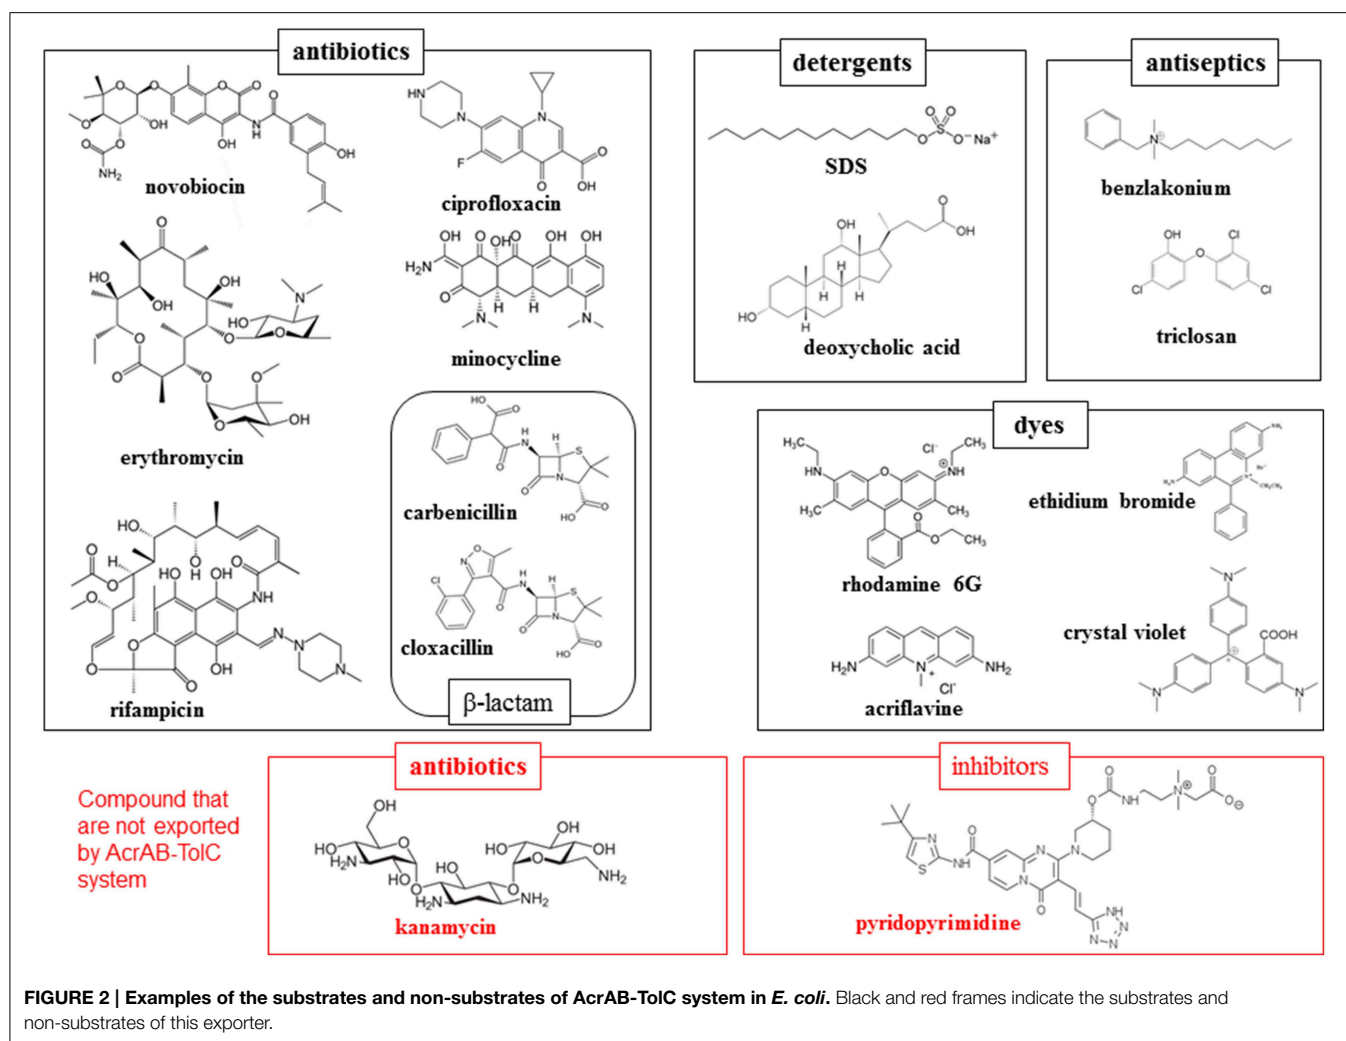 antibiotics
novobiocin
ciprofloxacin
erythromycin
minocycline
carbenicillin
cloxacillin
β-lactam
rifampicin
detergents
SDS
deoxycholic acid
antiseptics
benzlakonium
triclosan
dyes
rhodamine 6G
ethidium bromide
acriflavine
crystal violet
Compound that
are not exported
by AcrAB-TolC
system
antibiotics
kanamycin
inhibitors
pyridopyrimidine
FIGURE 2 | Examples of the substrates and non-substrates of AcrAB-TolC system in E. coli. Black and red frames indicate the substrates and
non-substrates of this exporter.